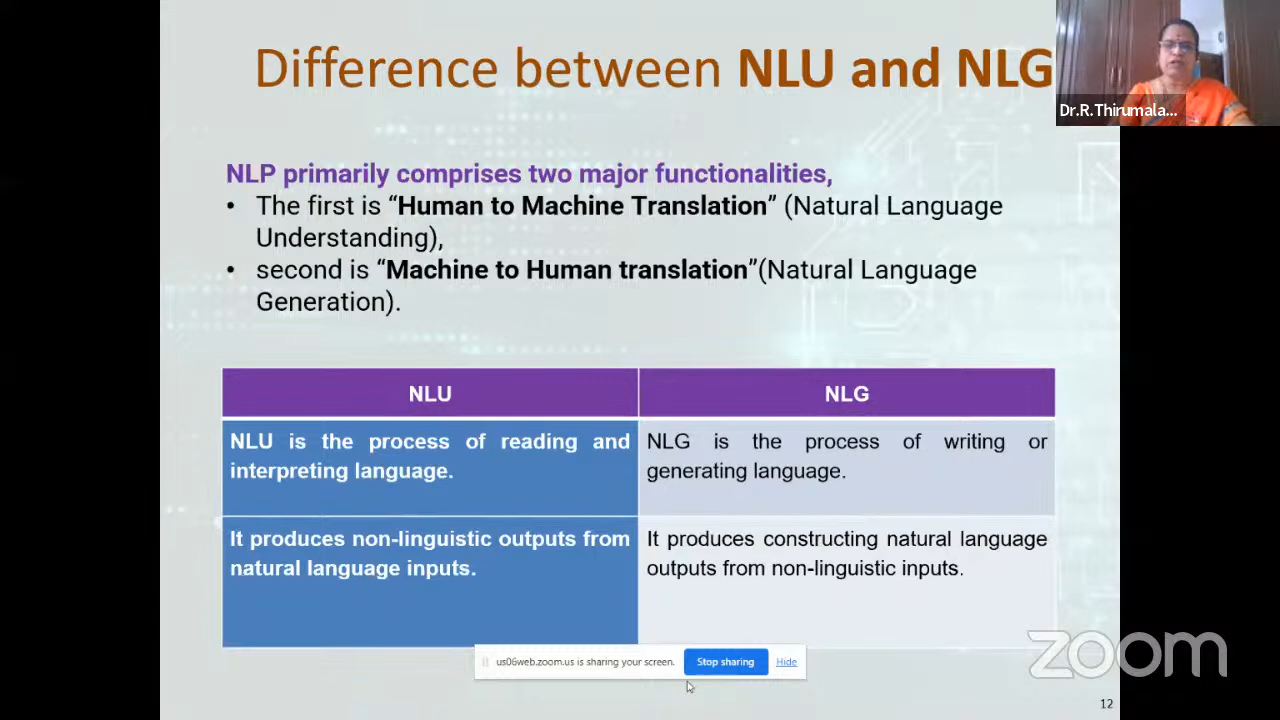 Difference between NLU and NLG
Dr.R.Thirumala...
NLP primarily comprises two major functionalities,
• The first is “Human to Machine Translation” (Natural Language
Understanding),
• second is “Machine to Human translation”(Natural Language
Generation).
NLU
NLG
NLU is the process of reading and
interpreting language.
NLG is the process of writing or
generating language.
It produces non-linguistic outputs from
natural language inputs.
It produces constructing natural language
outputs from non-linguistic inputs.
us06web.zoom.us is sharing your screen.
Stop sharing
Hide
zoom
12